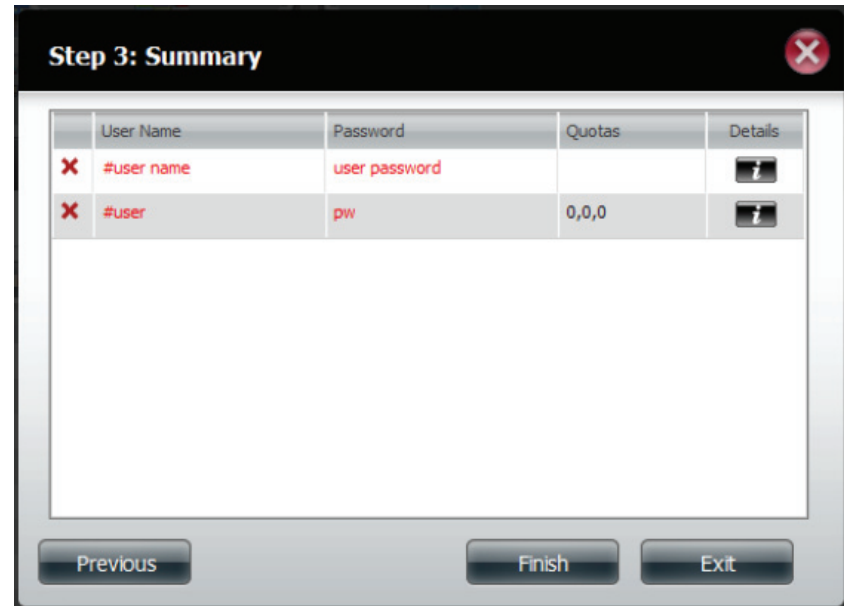 Step 3: Summary
User Name Password Quotas Details
#user name user password
#user pw 0,0,0
Previous Finish Exit